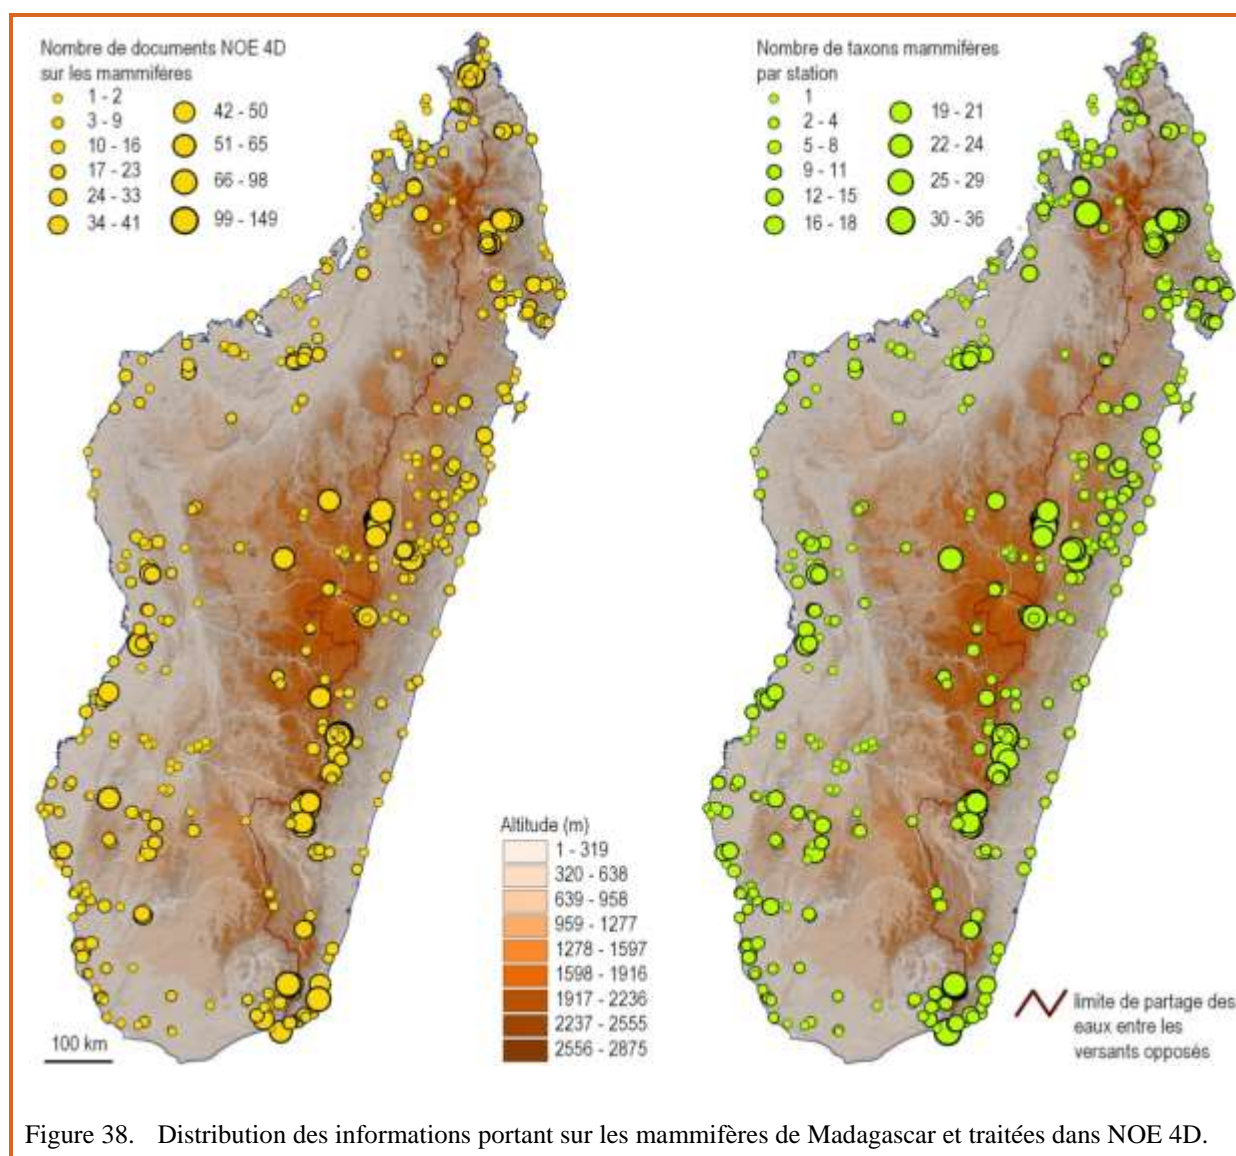 Nombre de documents NOE 4D
sur les mammifères
1 - 2
3 - 9
10 - 16
17 - 23
24 - 33
34 - 41
42 - 50
51 - 65
66 - 98
99 - 149
Nombre de taxons mammifères
par station
1
2 - 4
5 - 8
9 - 11
12 - 15
16 - 18
19 - 21
22 - 24
25 - 29
30 - 36
Altitude (m)
1 - 319
320 - 638
639 - 958
959 - 1277
1278 - 1597
1598 - 1916
1917 - 2236
2237 - 2555
2556 - 2875
100 km
limite de partage des
eaux entre les
versants opposés
Figure 38. Distribution des informations portant sur les mammifères de Madagascar et traitées dans NOE 4D.